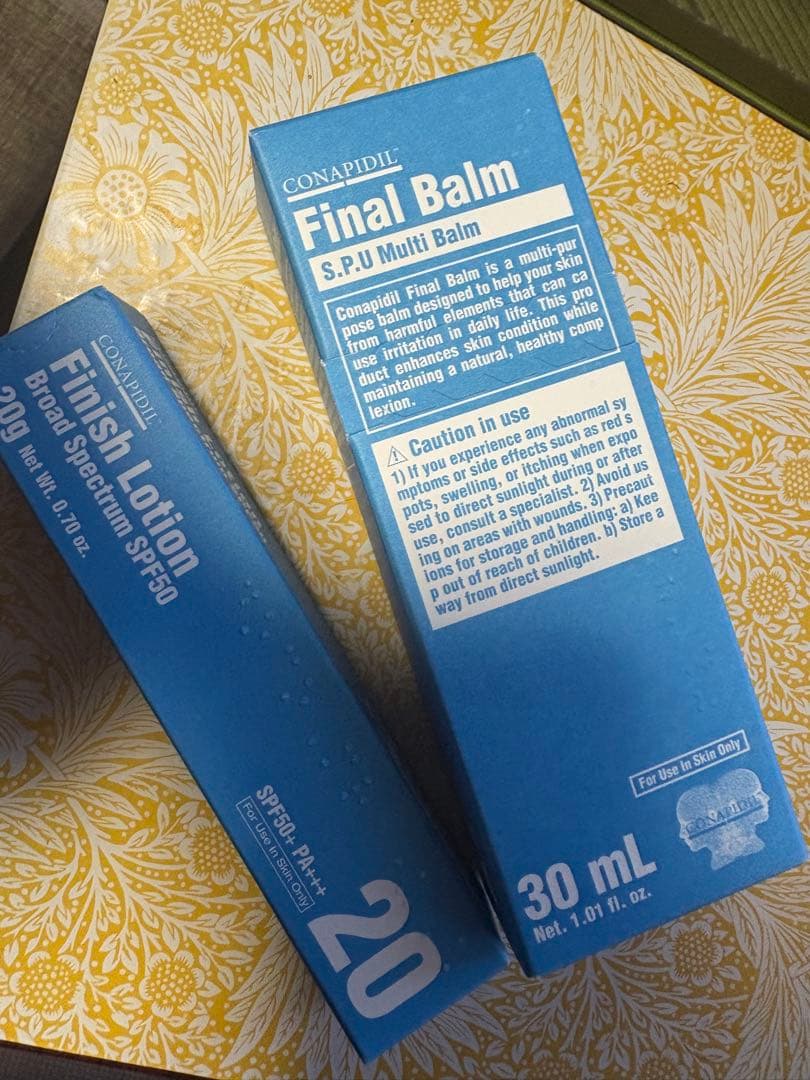 CONAPIDIL™
Final Balm
S.P.U Multi Balm
Conapidil Final Balm is a multi-pur
pose balm designed to help your skin
from harmful elements that can ca
use irritation in daily life. This pro
duct enhances skin condition while
maintaining a natural, healthy comp
lexion.
⚠ Caution in use
1) If you experience any abnormal sy
mptoms or side effects such as red s
pots, swelling, or itching when expo
sed to direct sunlight during or after
use, consult a specialist. 2) Avoid us
ing on areas with wounds. 3) Precaut
ions for storage and handling: a) Kee
p out of reach of children. b) Store a
way from direct sunlight.
For Use in Skin Only
CONAPIDIL
30 mL
Net. 1.01 fl. oz.
CONAPIDIL™
Finish Lotion
Broad Spectrum SPF50
20g Net Wt. 0.70 oz.
SPF50+ PA+++
For Use in Skin Only
20